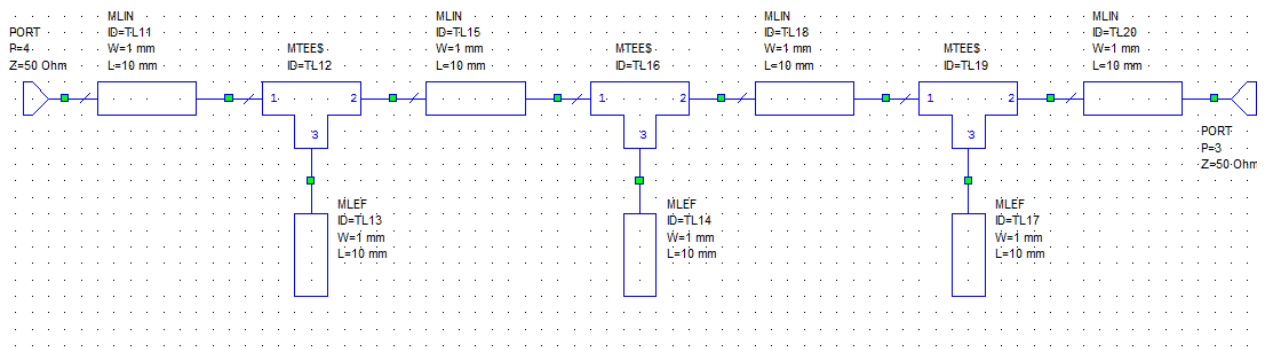 PORT
P=4
Z=50 Ohm
MLIN
ID=TL11
W=1 mm
L=10 mm
MTEE$
ID=TL12
1
2
3
MLEF
ID=TL13
W=1 mm
L=10 mm
MLIN
ID=TL15
W=1 mm
L=10 mm
MTEE$
ID=TL16
1
2
3
MLEF
ID=TL14
W=1 mm
L=10 mm
MLIN
ID=TL18
W=1 mm
L=10 mm
MTEE$
ID=TL19
1
2
3
MLEF
ID=TL17
W=1 mm
L=10 mm
MLIN
ID=TL20
W=1 mm
L=10 mm
PORT
P=3
Z=50 Ohm